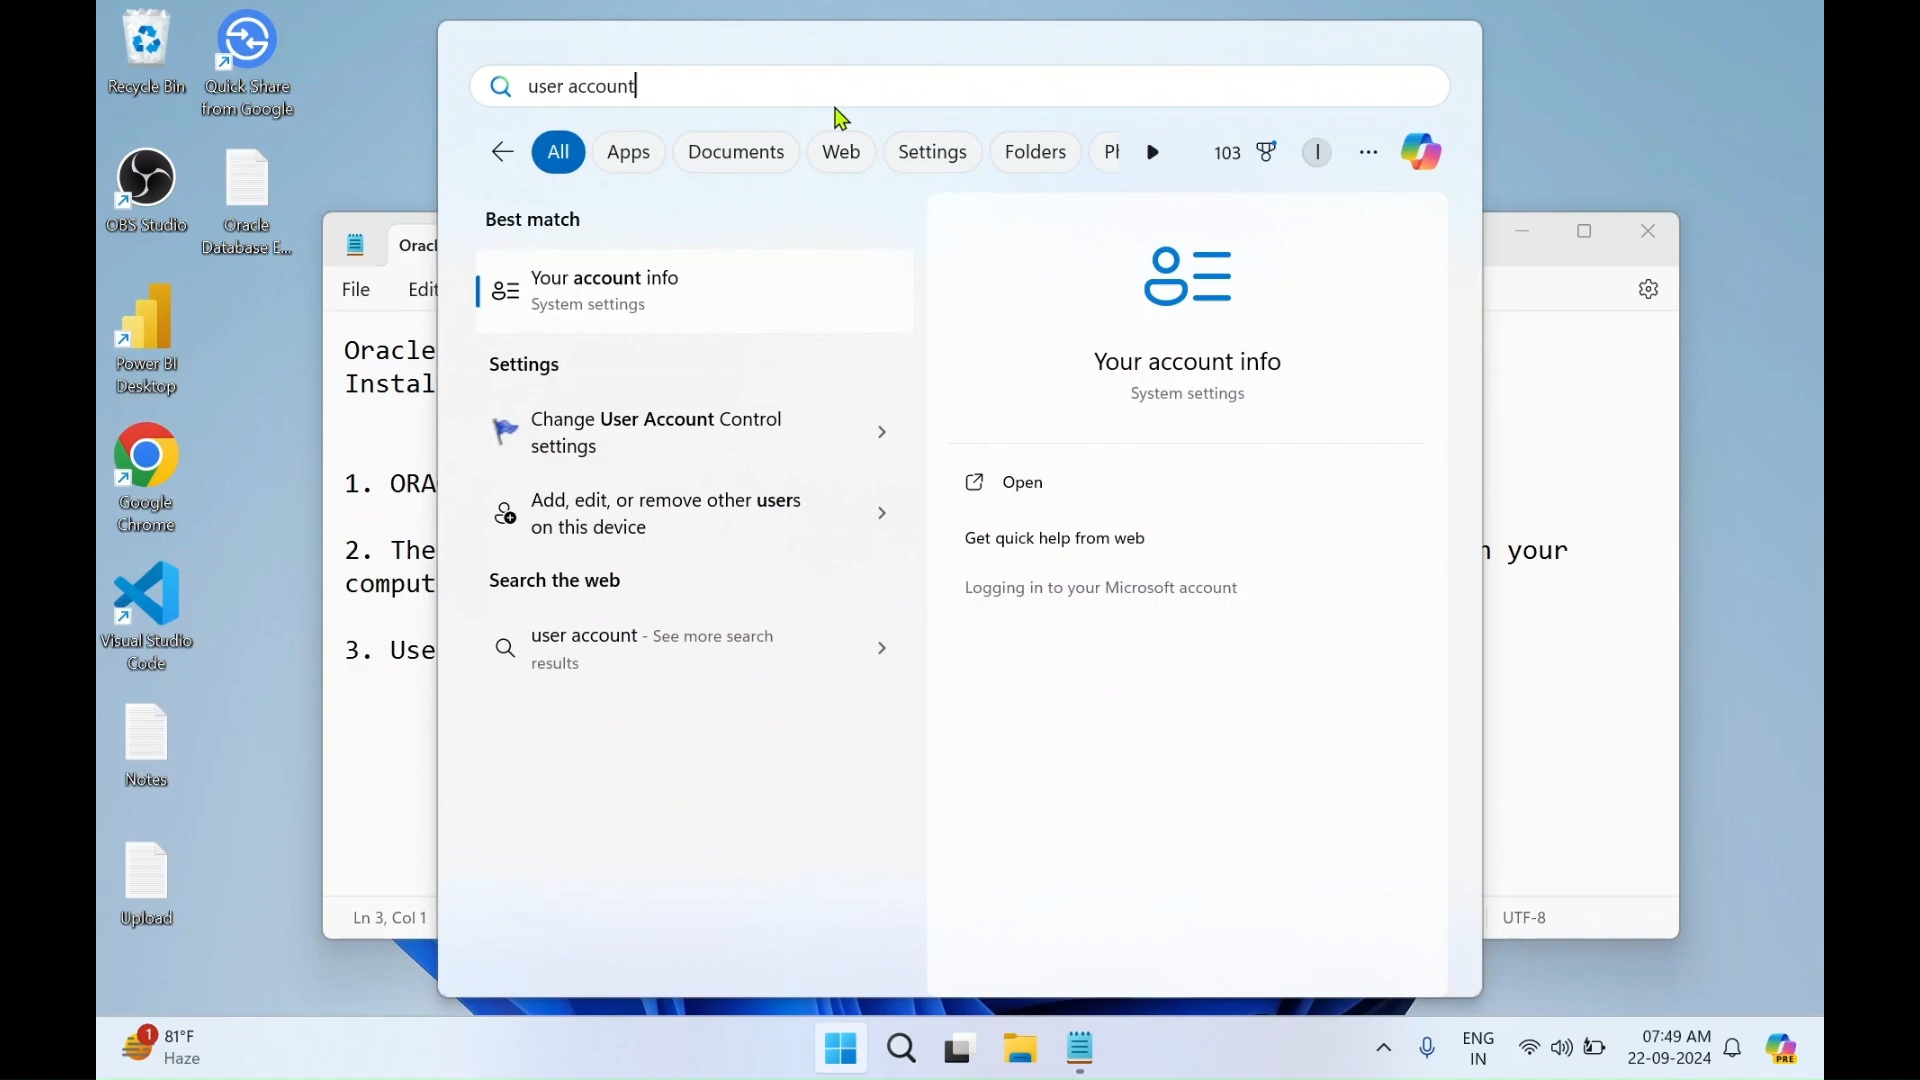 Recycle Bin
Quick Share
from Google
OBS Studio
Oracle
Database E...
Power BI
Desktop
Google
Chrome
Visual Studio
Code
Notes
Upload
user account
All
Apps
Documents
Web
Settings
Folders
103
I
Best match
Your account info
System settings
Settings
Change User Account Control
settings
Add, edit, or remove other users
on this device
Search the web
user account - See more search
results
Your account info
System settings
Open
Get quick help from web
Logging in to your Microsoft account
File
Edit
Oracle
Instal
1. ORA
2. The
your
comput
3. Use
Ln 3, Col 1
UTF-8
1
81°F
Haze
ENG
IN
07:49 AM
22-09-2024
PRE